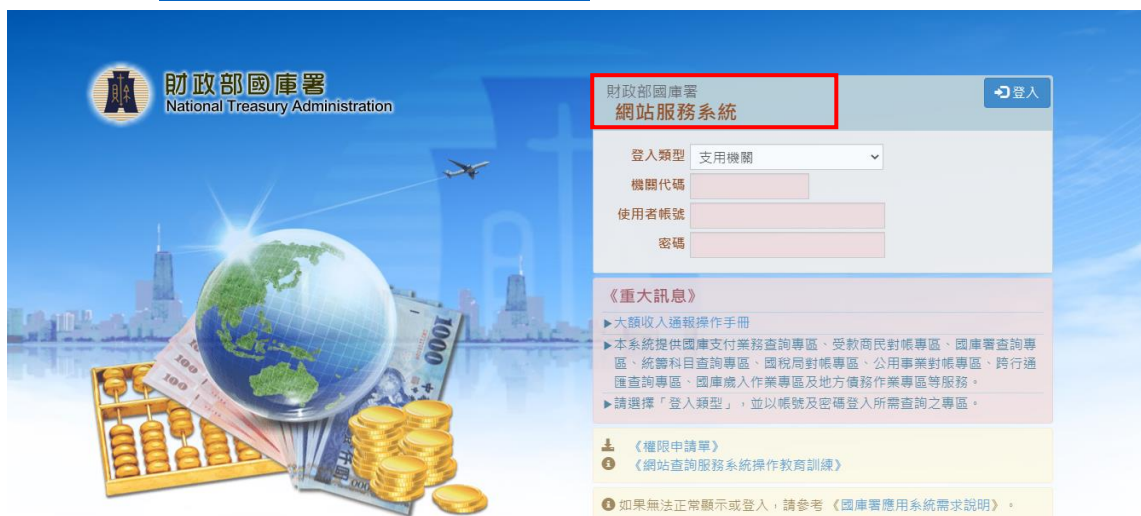 財政部國庫署
National Treasury Administration
財政部國庫署
網站服務系統
登入
登入類型 支用機關
機關代碼
使用者帳號
密碼
《重大訊息》
▶大額收入通報操作手冊
▶本系統提供國庫支付業務查詢專區、受款商民對帳專區、國庫署查詢專
區、統籌科目查詢專區、國稅局對帳專區、公用事業對帳專區、跨行通
匯查詢專區、國庫歲入作業專區及地方債務作業專區等服務。
▶請選擇「登入類型」,並以帳號及密碼登入所需查詢之專區。
《權限申請單》
《網站查詢服務系統操作教育訓練》
如果無法正常顯示或登入,請參考《國庫署應用系統需求說明》。
1000
100
100